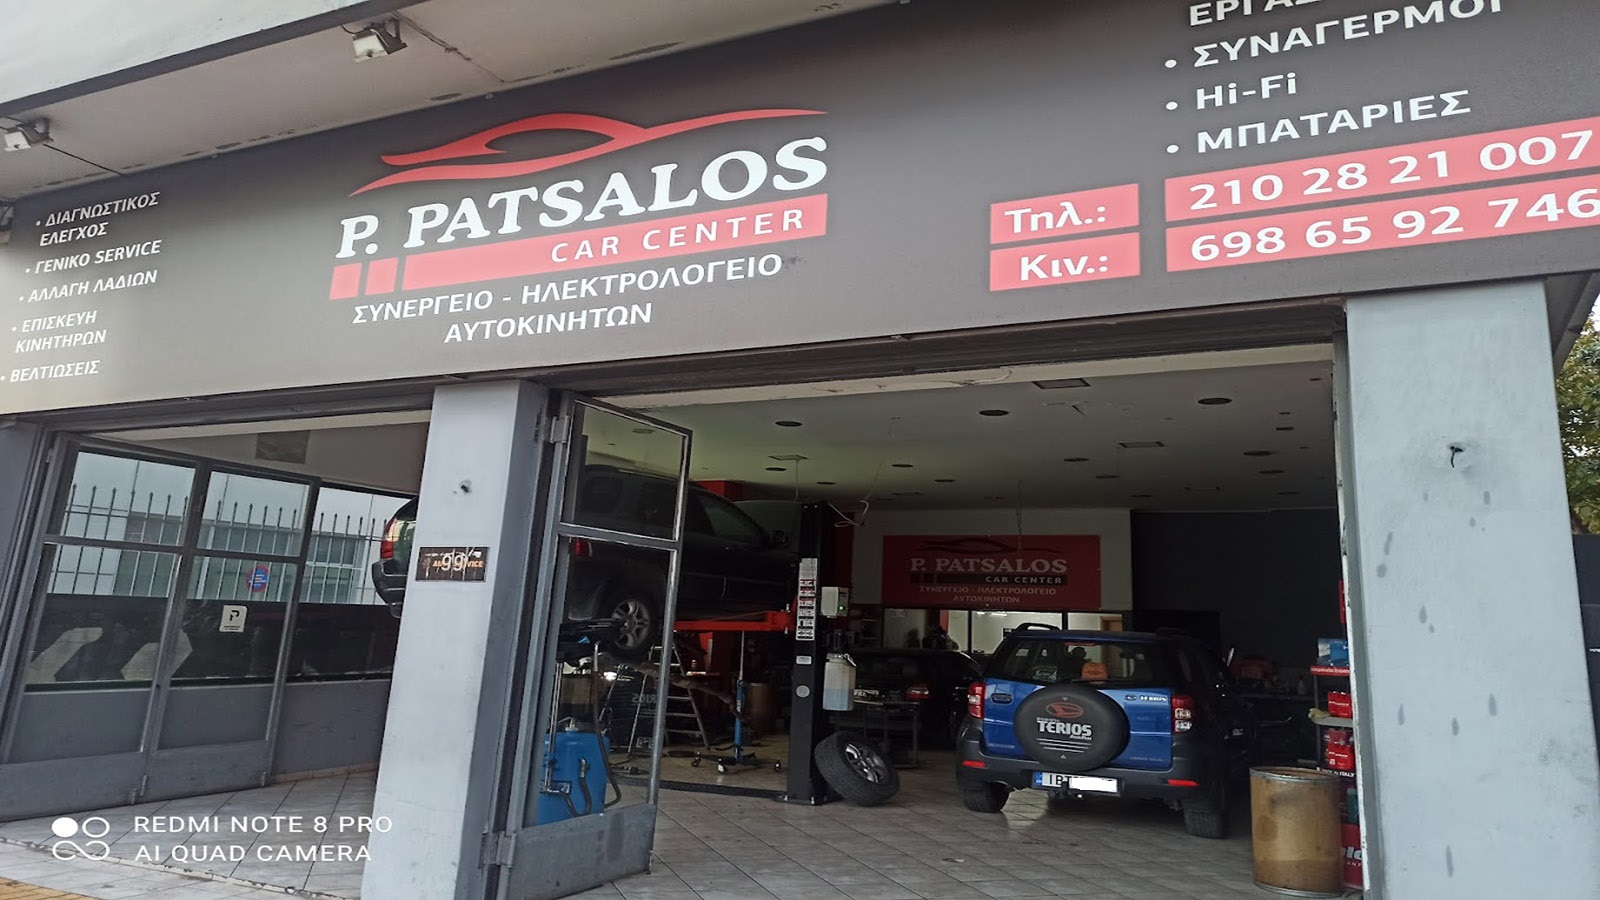 • ΔΙΑΓΝΩΣΤΙΚΟΣ
ΕΛΕΓΧΟΣ
• ΓΕΝΙΚΟ SERVICE
• ΑΛΛΑΓΗ ΛΑΔΙΩΝ
• ΕΠΙΣΚΕΥΗ
ΚΙΝΗΤΗΡΩΝ
• ΒΕΛΤΙΩΣΕΙΣ
P. PATSALOS
CAR CENTER
ΣΥΝΕΡΓΕΙΟ - ΗΛΕΚΤΡΟΛΟΓΕΙΟ
ΑΥΤΟΚΙΝΗΤΩΝ
• ΣΥΝΑΓΕΡΜΟΙ
• Hi-Fi
• ΜΠΑΤΑΡΙΕΣ
Τηλ.: 210 28 21 007
Κιν.: 698 65 92 746
99
P. PATSALOS
CAR CENTER
ΣΥΝΕΡΓΕΙΟ - ΗΛΕΚΤΡΟΛΟΓΕΙΟ
ΑΥΤΟΚΙΝΗΤΩΝ
TERIOS
REDMI NOTE 8 PRO
AI QUAD CAMERA